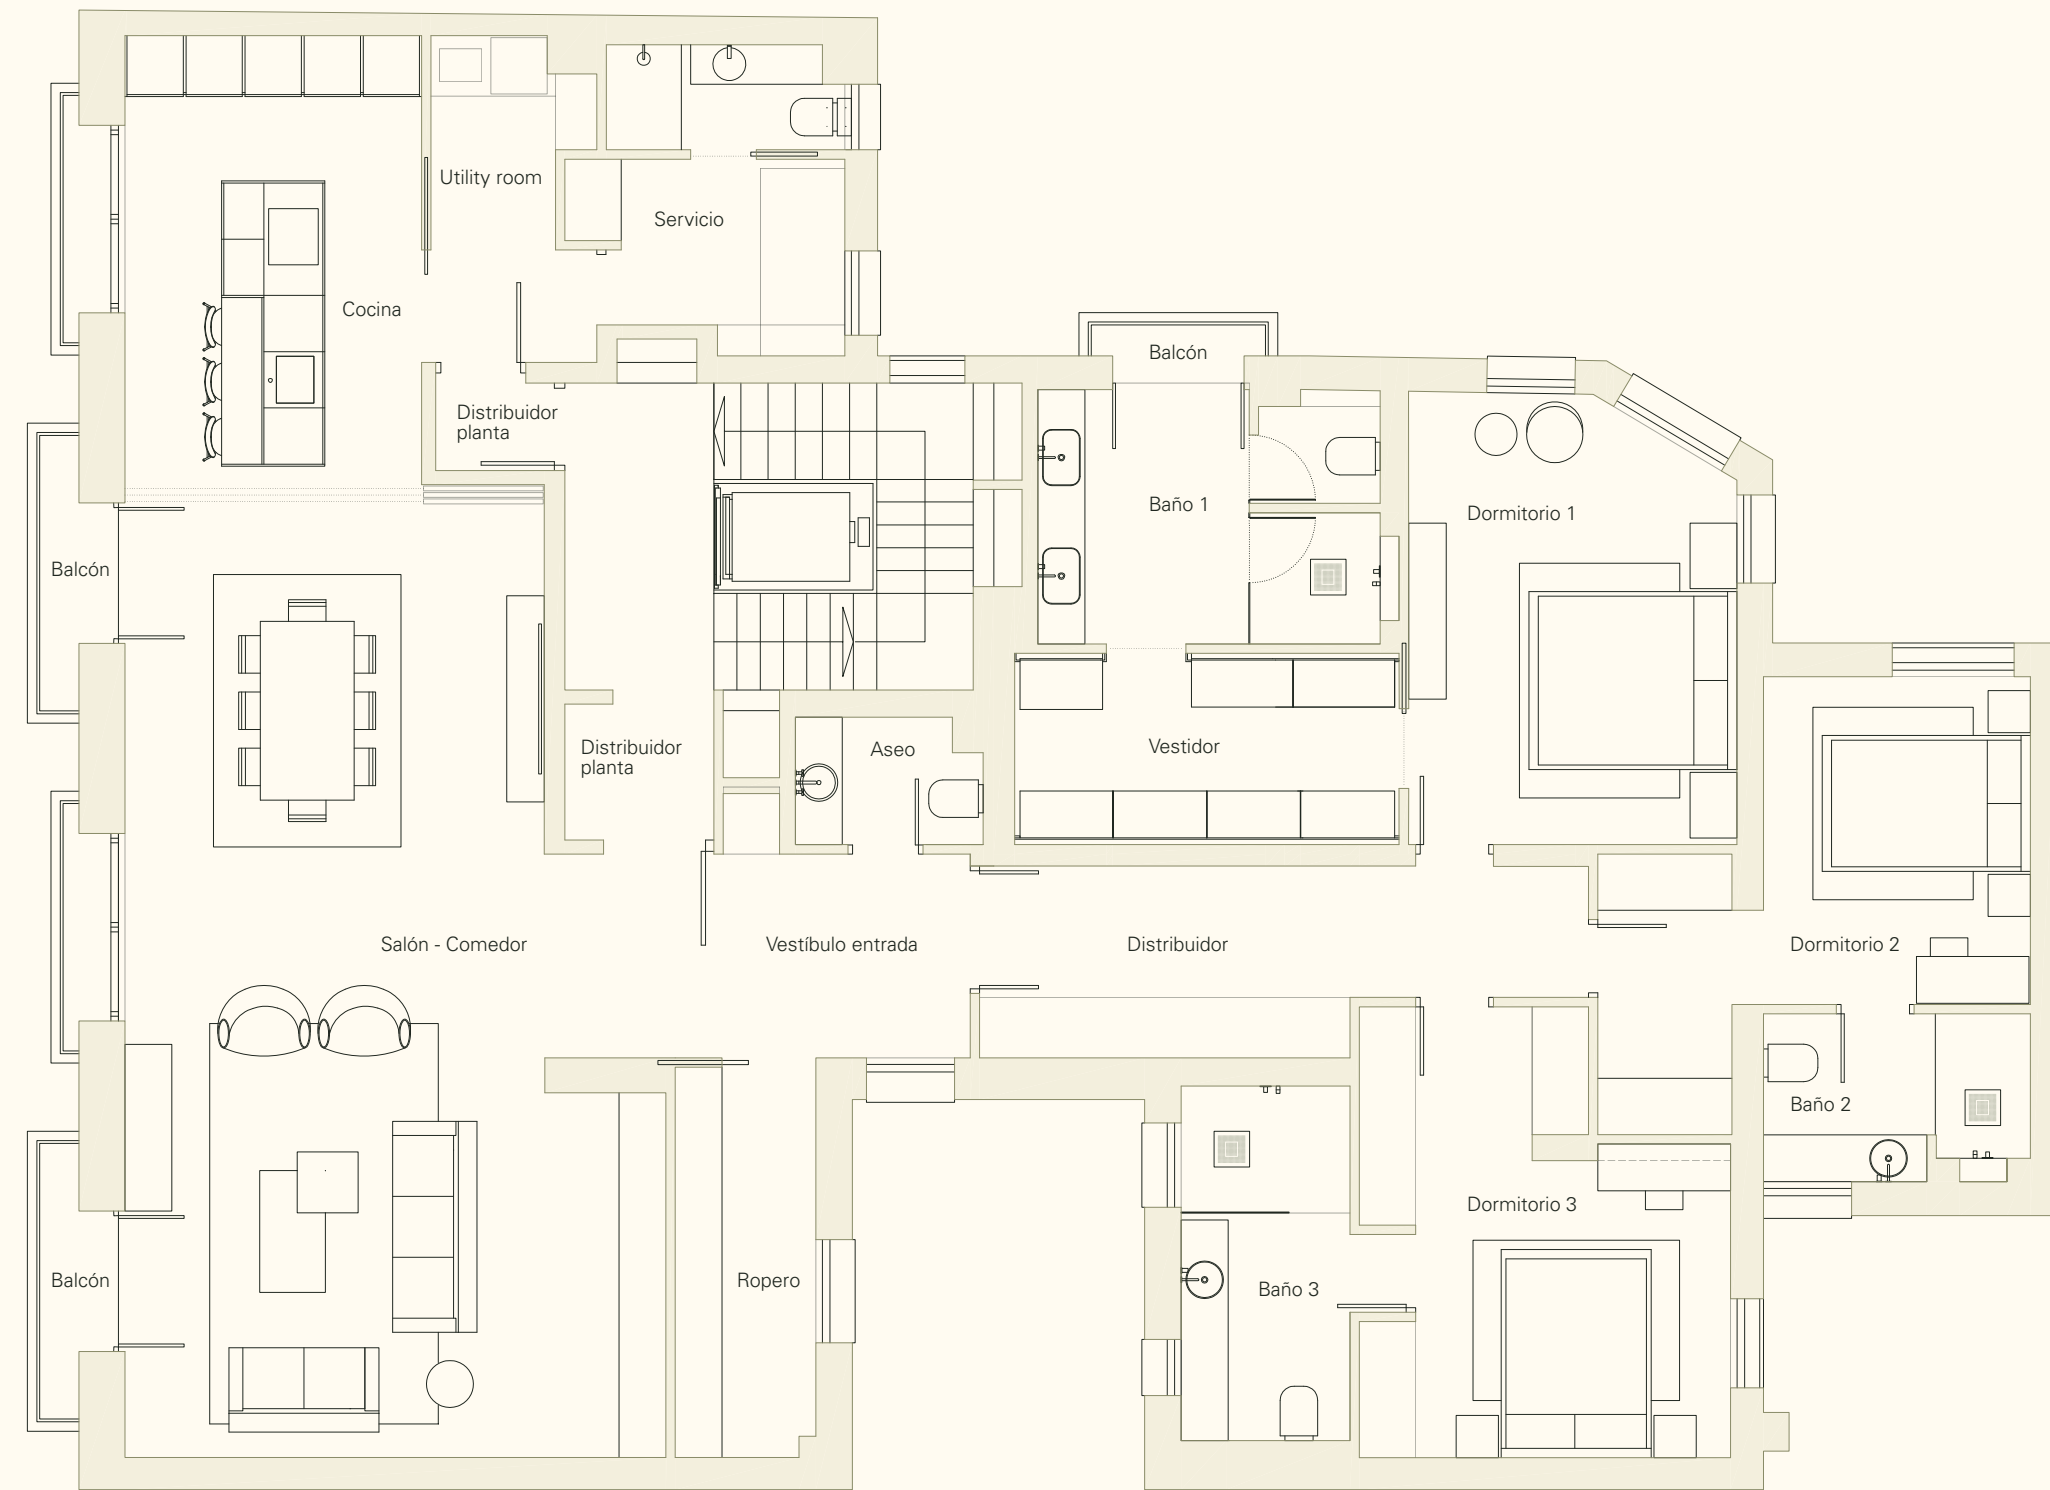 Utility room
Servicio
Cocina
Balcón
Distribuidor
planta
Baño 1
Dormitorio 1
Balcón
Distribuidor
planta
Aseo
Vestidor
Salón - Comedor
Vestíbulo entrada
Distribuidor
Dormitorio 2
Baño 2
Dormitorio 3
Balcón
Ropero
Baño 3